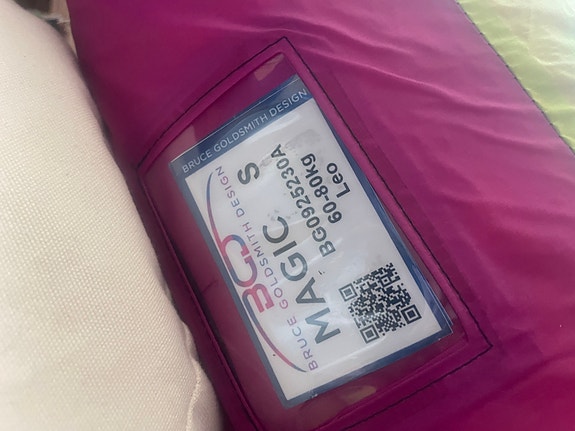 BRUCE GOLDSMITH DESIGN
BGD
BRUCE GOLDSMITH DESIGN
MAGIC S
BG0925230A
60-80kg
Leo